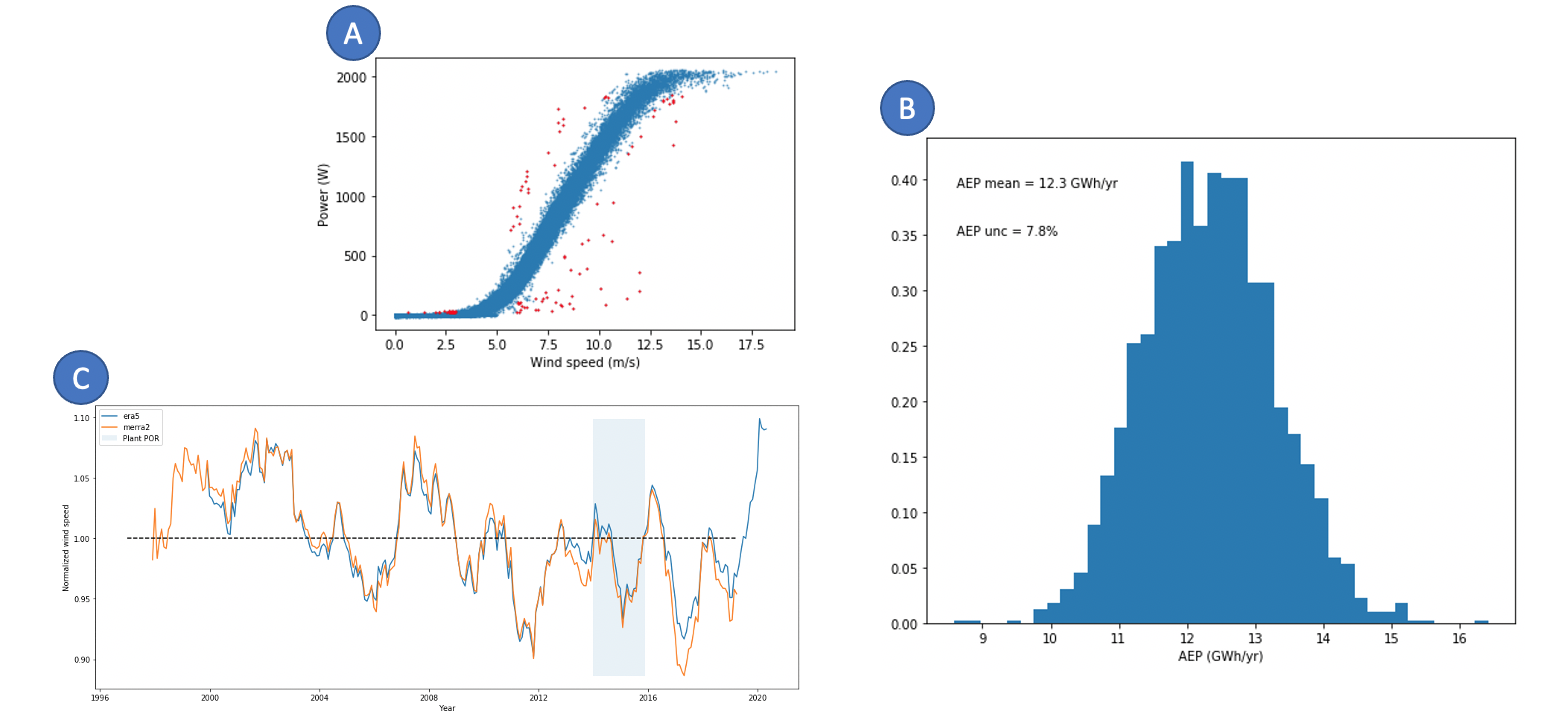 A
2000
1500
1000
500
0
Power (W)
0.0 2.5 5.0 7.5 10.0 12.5 15.0 17.5
Wind speed (m/s)
B
0.40
0.35
0.30
0.25
0.20
0.15
0.10
0.05
0.00
AEP mean = 12.3 GWh/yr
AEP unc = 7.8%
9 10 11 12 13 14 15 16
AEP (GWh/yr)
C
era5
merra2
Plant POR
1.10
1.05
1.00
0.95
0.90
Normalized wind speed
1996 2000 2004 2008 2012 2016 2020
Year